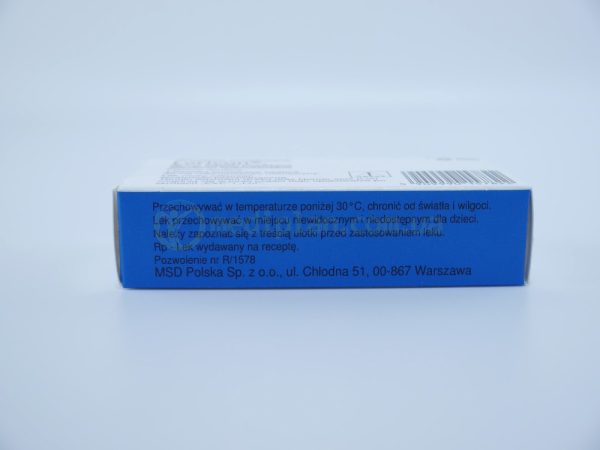 Przechowywać w temperaturze poniżej 30°C, chronić od światła i wilgoci.
Lek przechowywać w miejscu niewidocznym i niedostępnym dla dzieci.
Należy zapoznać się z treścią ulotki przed zastosowaniem leku.
Rp - Lek wydawany na receptę.
Pozwolenie nr R/1578
MSD Polska Sp. z o.o., ul. Chłodna 51, 00-867 Warszawa